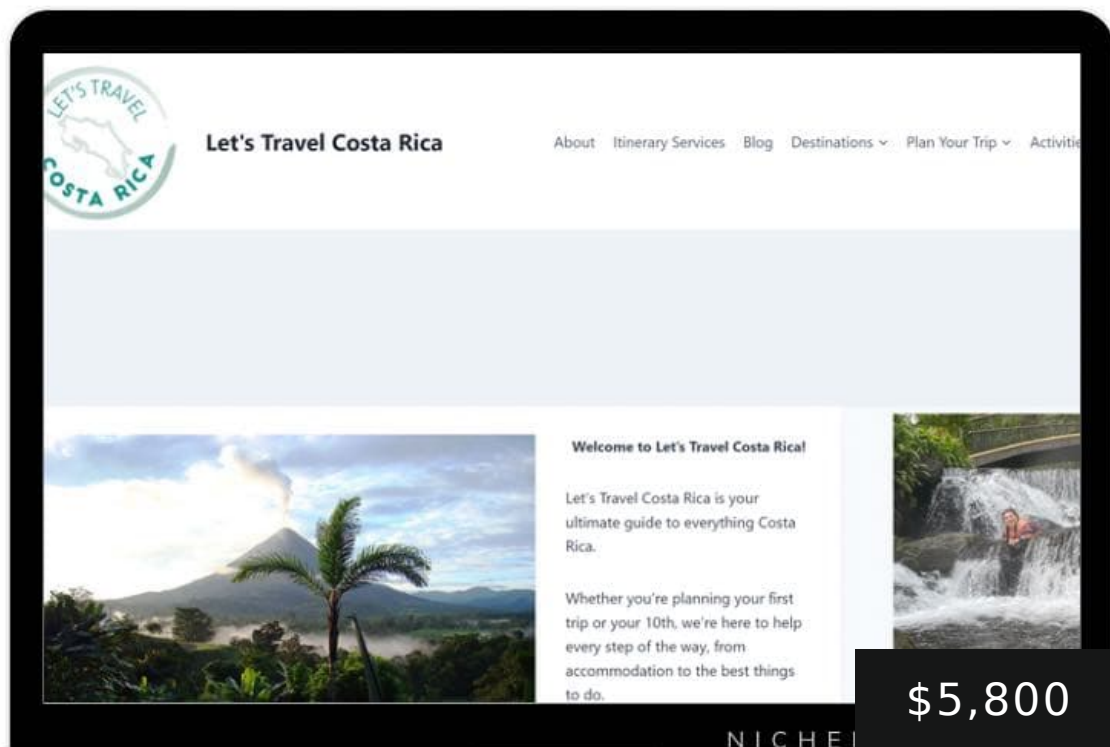 LET'S TRAVEL
COSTA RICA
Let's Travel Costa Rica
About Itinerary Services Blog Destinations Plan Your Trip
Welcome to Let's Travel Costa Rica!
Let's Travel Costa Rica is your
ultimate guide to everything Costa
Rica.
Whether you're planning your first
trip or your 10th, we're here to help
every step of the way, from
accommodation to the best things
to do.
$5,800